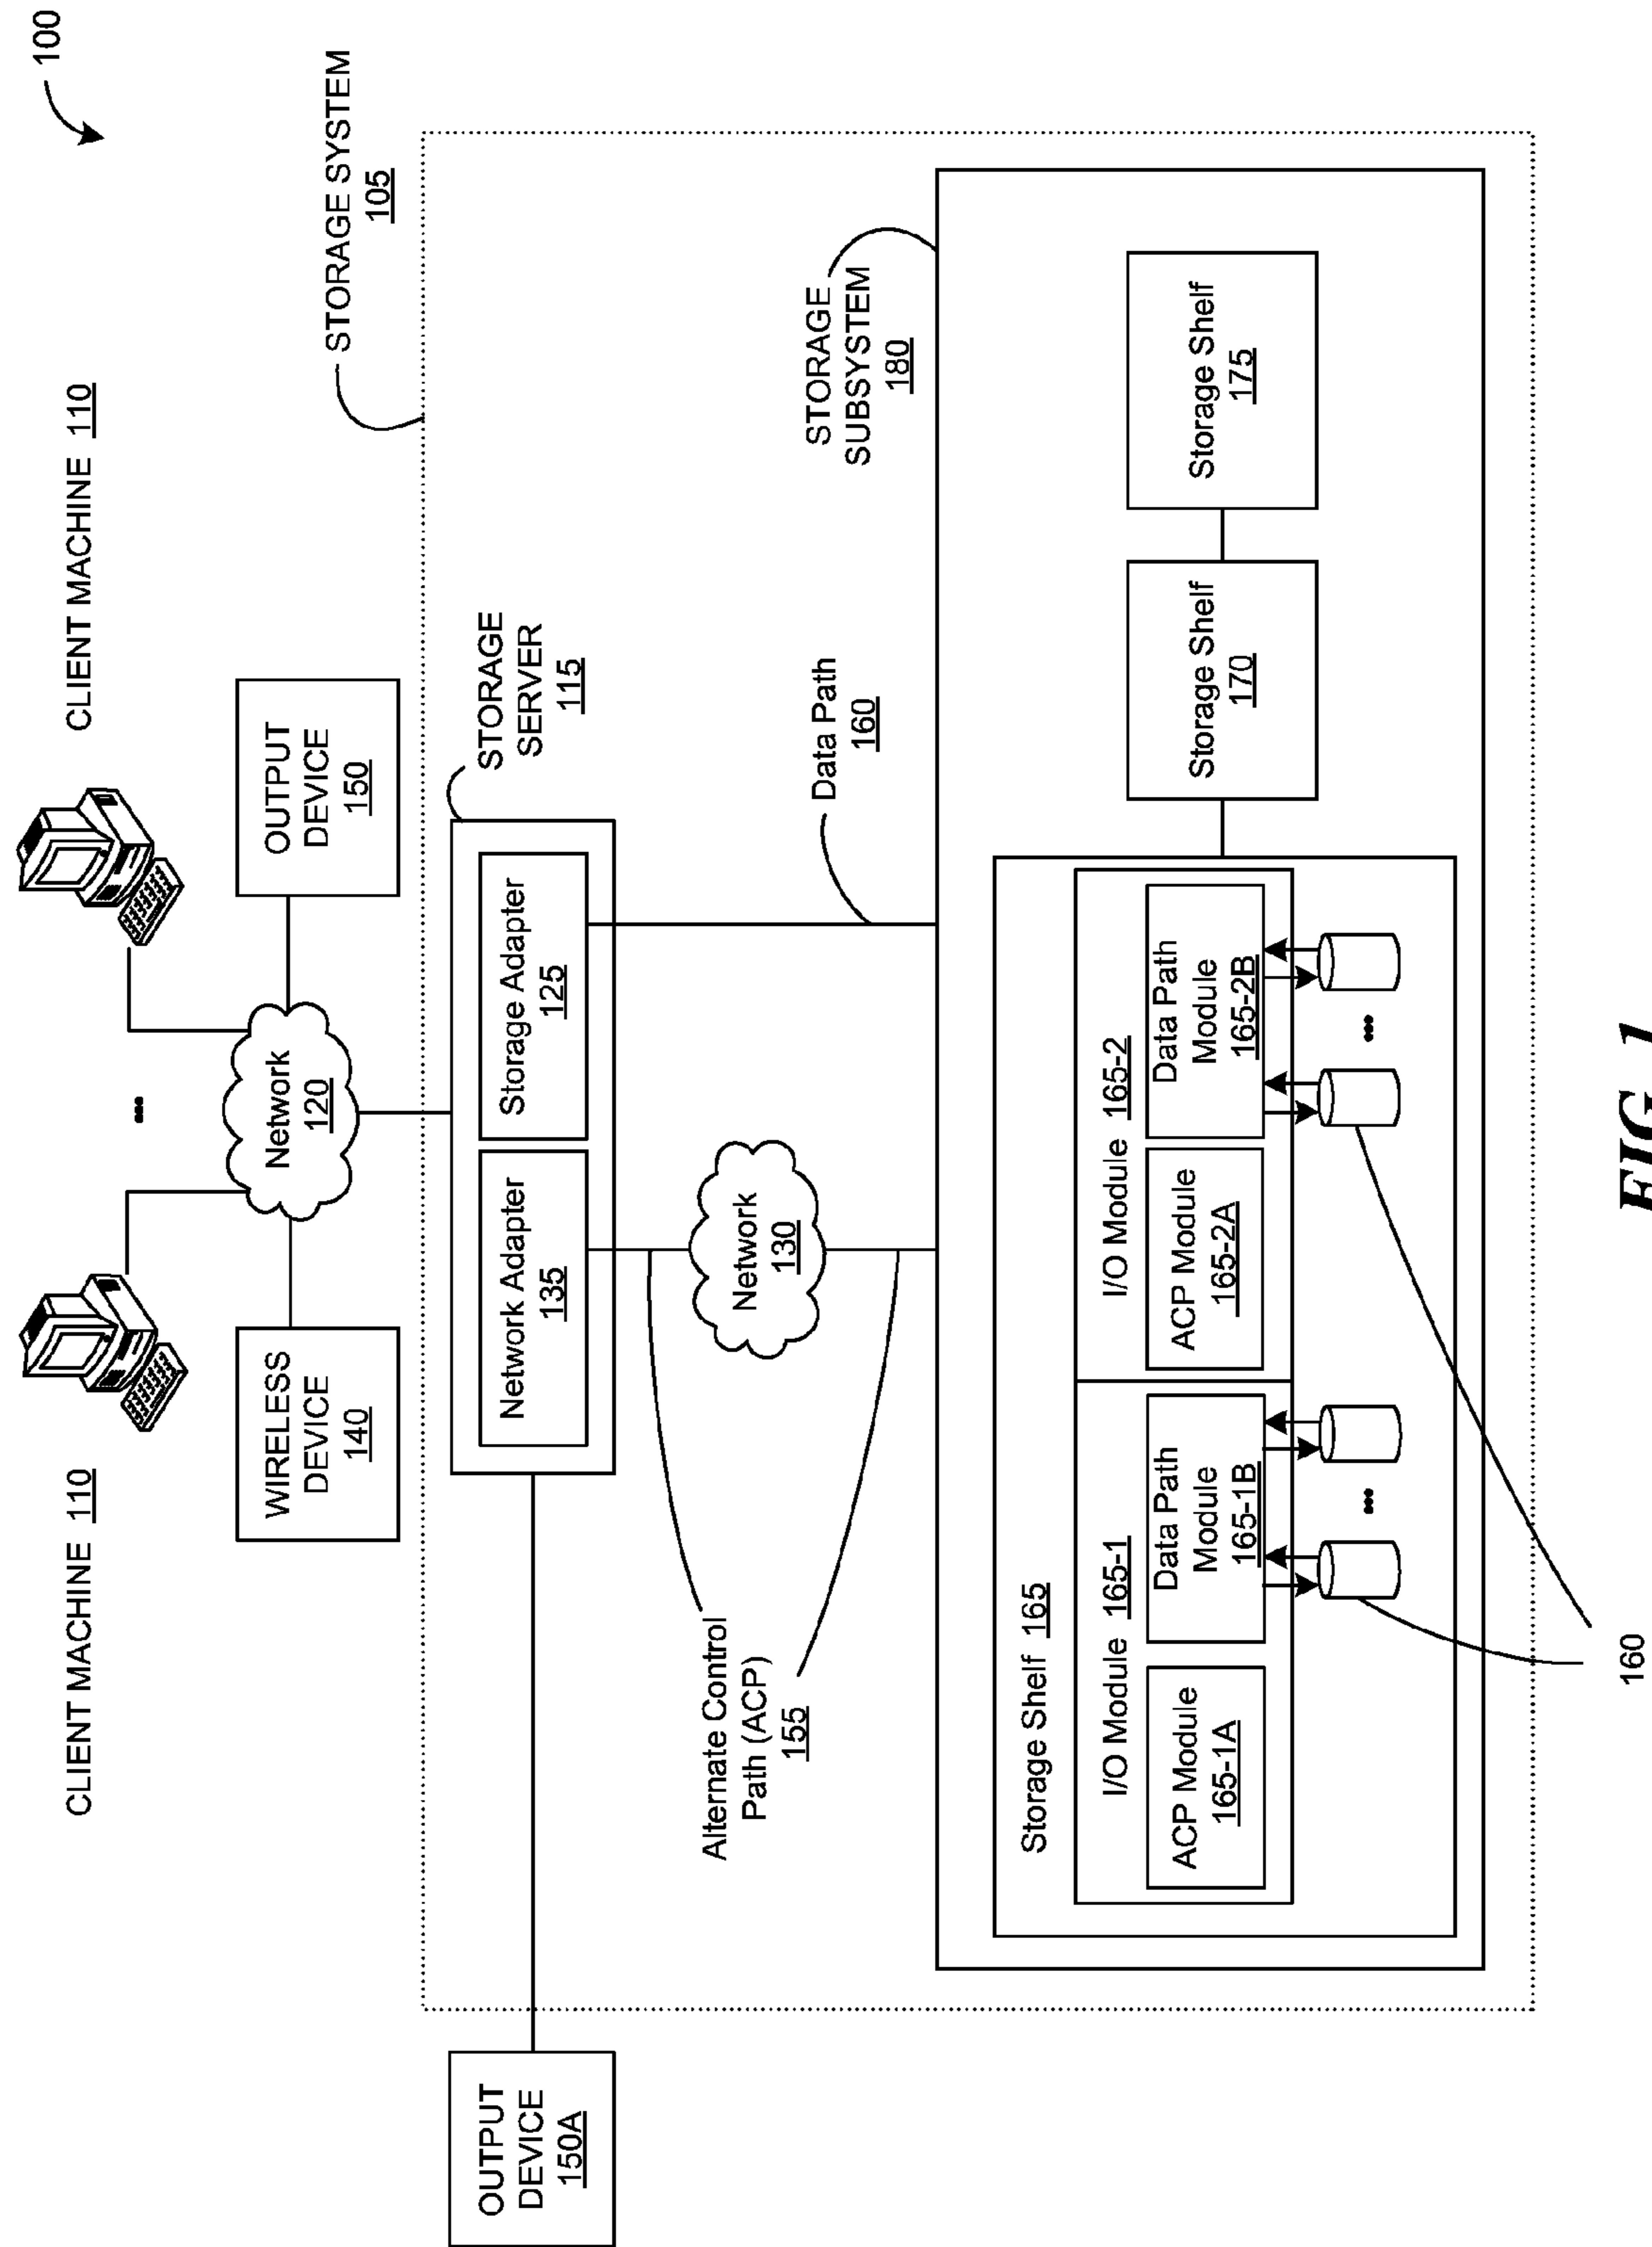 100
CLIENT MACHINE 110
CLIENT MACHINE 110
...
WIRELESS
DEVICE
140
Network
120
OUTPUT
DEVICE
150
STORAGE SYSTEM
105
OUTPUT
DEVICE
150A
Network Adapter
135
Storage Adapter
125
STORAGE
SERVER
115
Alternate Control
Path (ACP)
155
Network
130
Data Path
160
STORAGE
SUBSYSTEM
180
Storage Shelf 165
I/O Module 165-1
ACP Module
165-1A
Data Path
Module
165-1B
...
I/O Module 165-2
ACP Module
165-2A
Data Path
Module
165-2B
...
Storage Shelf
170
Storage Shelf
175
160
FIG. 1